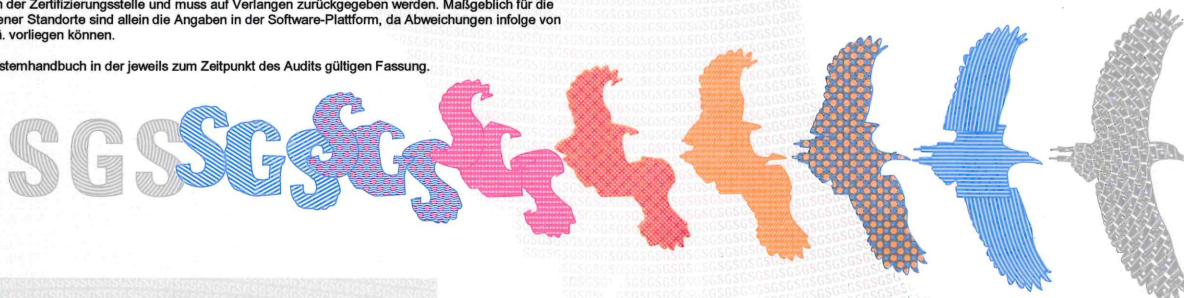 n der Zertifizierungsstelle und muss auf Verlangen zurückgegeben werden. Maßgeblich für die
ener Standorte sind allein die Angaben in der Software-Plattform, da Abweichungen infolge von
. vorliegen können.
stemhandbuch in der jeweils zum Zeitpunkt des Audits gültigen Fassung.
SGS SGS SGS